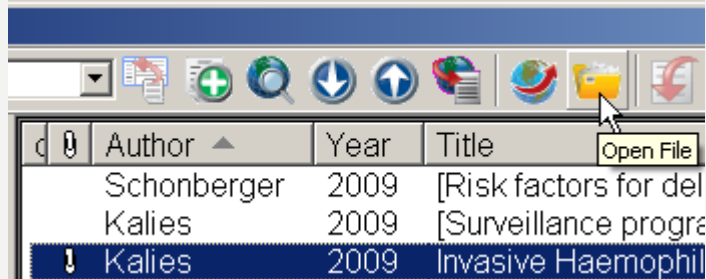 Author Year Title
Open File
Schonberger 2009 [Risk factors for del
Kalies 2009 [Surveillance progra
Kalies 2009 Invasive Haemophil